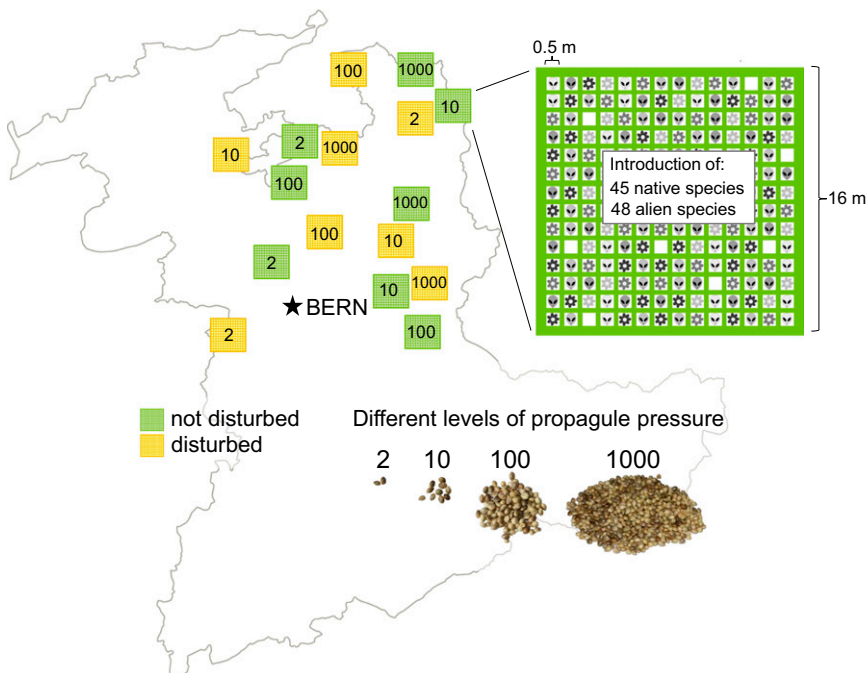 0.5 m
100
1000
10
2
2
1000
10
100
Introduction of:
45 native species
48 alien species
16 m
1000
100
10
2
10
1000
BERN
2
100
not disturbed
disturbed
Different levels of propagule pressure
2 10 100 1000